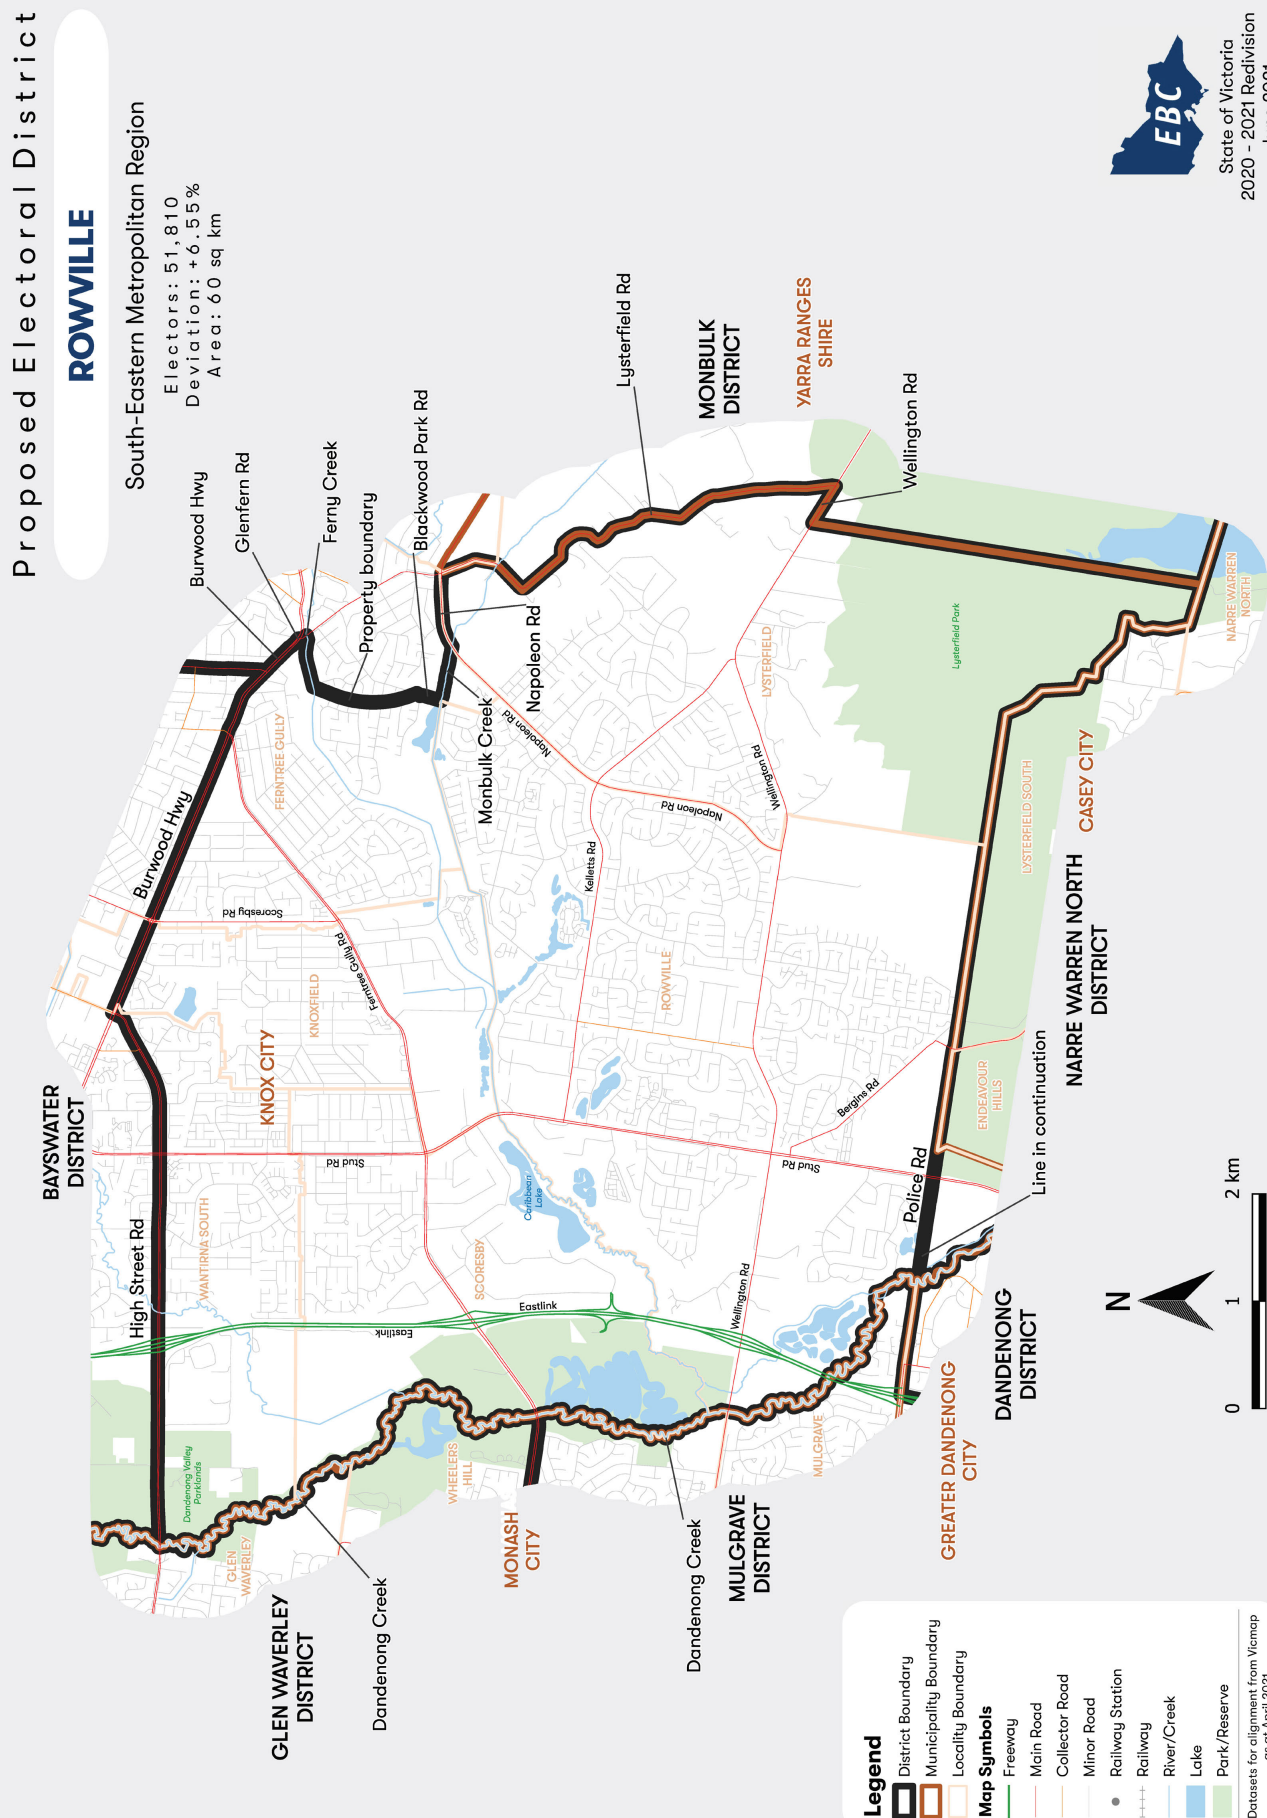 Proposed Electoral District
ROWVILLE
South-Eastern Metropolitan Region
Electors: 51,810
Deviation: +6.55%
Area: 60 sq km
BAYSWATER
DISTRICT
High Street Rd
Burwood Hwy
Burwood Hwy
Glenfern Rd
Ferny Creek
Property boundary
Blackwood Park Rd
Napoleon Rd
Monbulk Creek
Lysterfield Rd
MONBULK
DISTRICT
YARRA RANGES
SHIRE
Wellington Rd
GLEN WAVERLEY
DISTRICT
Dandenong Creek
Dandenong Valley
Parklands
GLEN
WAVERLEY
WANTIRNA SOUTH
KNOX CITY
KNOXFIELD
FERNTREE GULLY
Scoresby Rd
Ferntree Gully Rd
Stud Rd
Eastlink
Eastlink
SCORESBY
WHEELERS
HILL
MONASH
CITY
Caribbean
Lake
Napoleon Rd
Napoleon Rd
Kelletts Rd
ROWVILLE
Wellington Rd
LYSTERFIELD
Lysterfield Park
Wellington Rd
Stud Rd
Bergins Rd
Police Rd
Dandenong Creek
MULGRAVE
DISTRICT
MULGRAVE
GREATER DANDENONG
CITY
DANDENONG
DISTRICT
Line in continuation
ENDEAVOUR
HILLS
LYSTERFIELD SOUTH
NARRE WARREN NORTH
DISTRICT
CASEY CITY
NARRE WARREN
NORTH
Legend
District Boundary
Municipality Boundary
Locality Boundary
Map Symbols
Freeway
Main Road
Collector Road
Minor Road
Railway Station
Railway
River/Creek
Lake
Park/Reserve
Datasets for alignment from Vicmap
as at April 2021
N
0 1 2 km
EBC
State of Victoria
2020 - 2021 Redivision